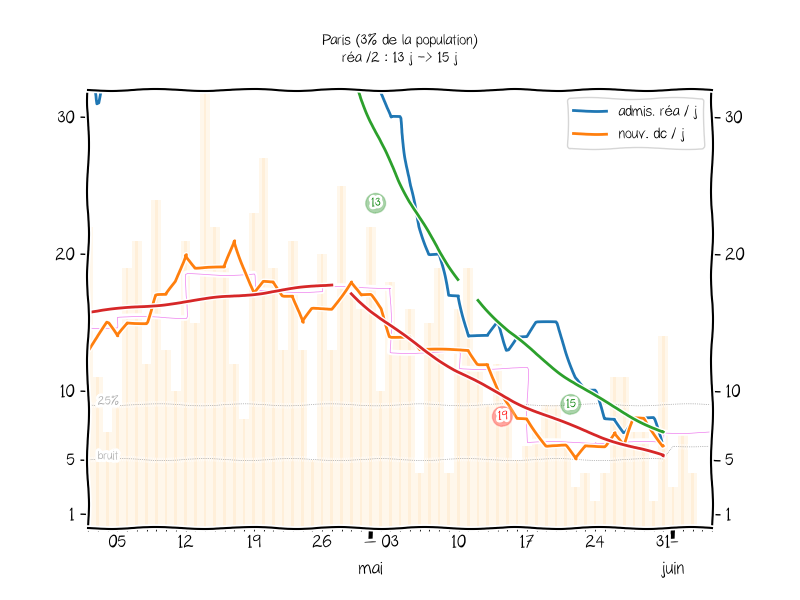 Paris (3% de la population)
réa /2 : 13 j -> 15 j
admis. réa / j
nouv. dc / j
30
30
13
20
20
10
10
25%
15
19
bruit
5
5
1
1
05 12 19 26 03 10 17 24 31
mai juin